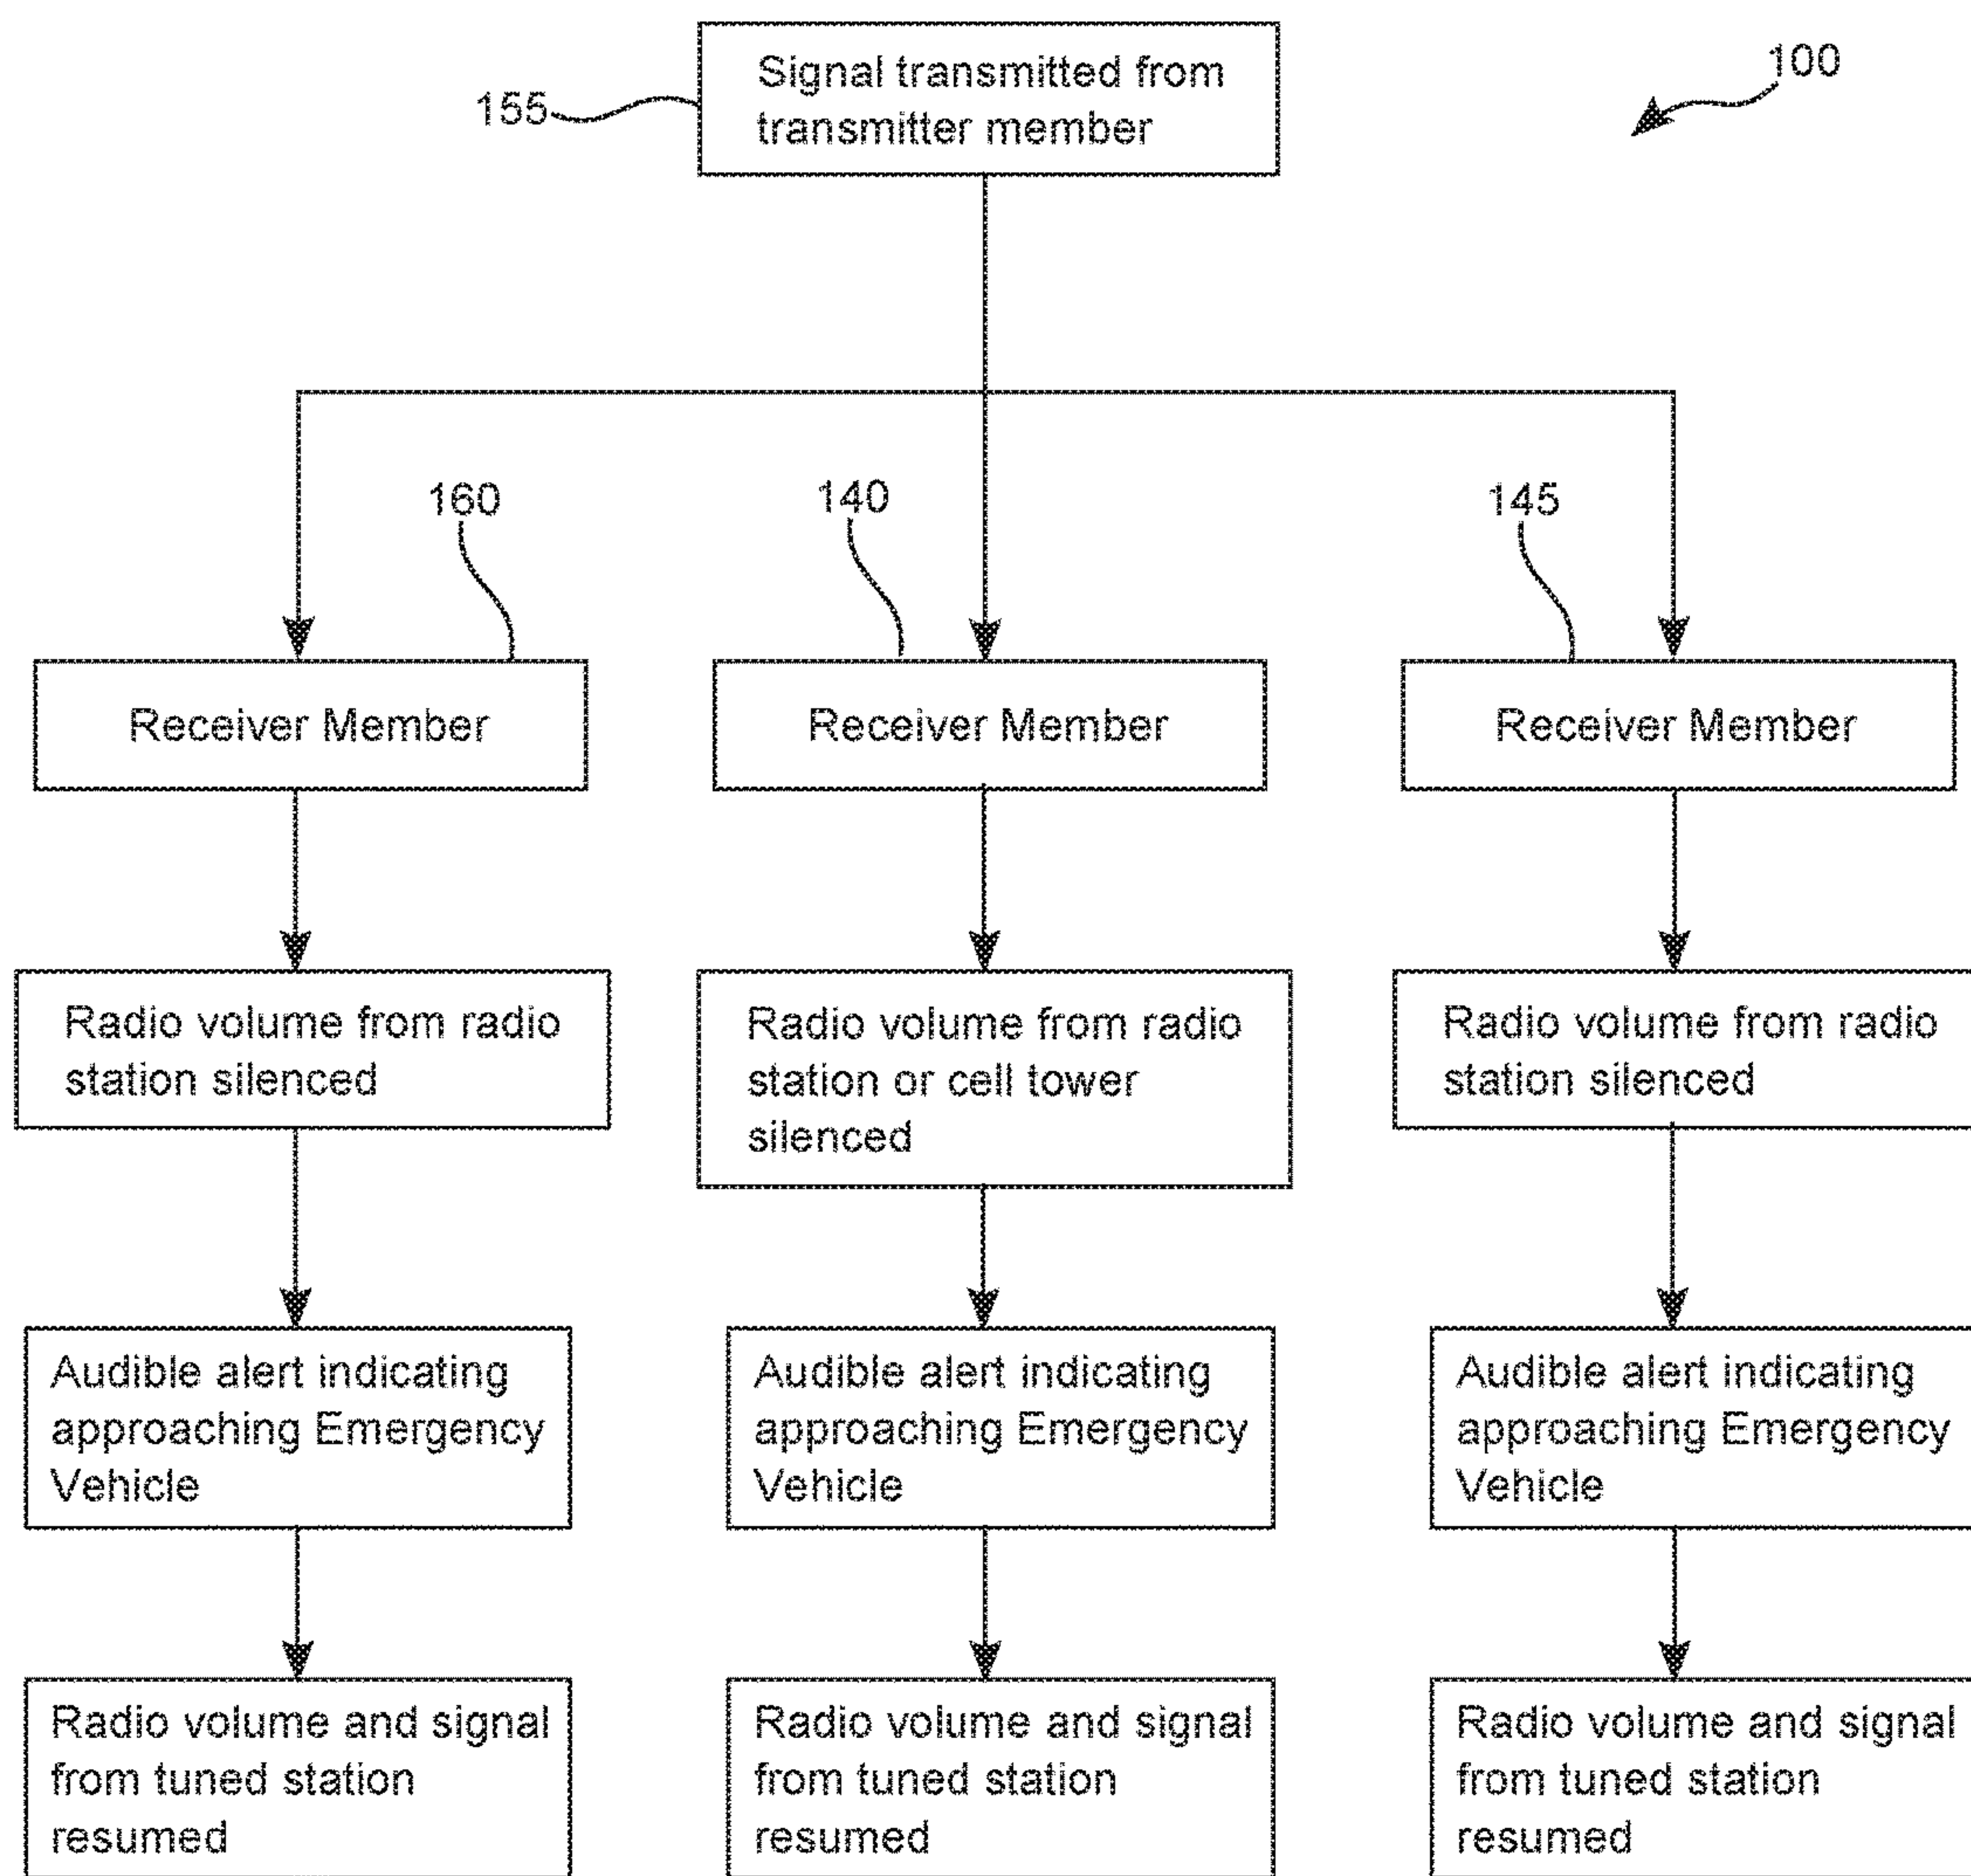 Signal transmitted from
transmitter member
155
100
160
140
145
Receiver Member
Receiver Member
Receiver Member
Radio volume from radio
station silenced
Radio volume from radio
station or cell tower
silenced
Radio volume from radio
station silenced
Audible alert indicating
approaching Emergency
Vehicle
Audible alert indicating
approaching Emergency
Vehicle
Audible alert indicating
approaching Emergency
Vehicle
Radio volume and signal
from tuned station
resumed
Radio volume and signal
from tuned station
resumed
Radio volume and signal
from tuned station
resumed